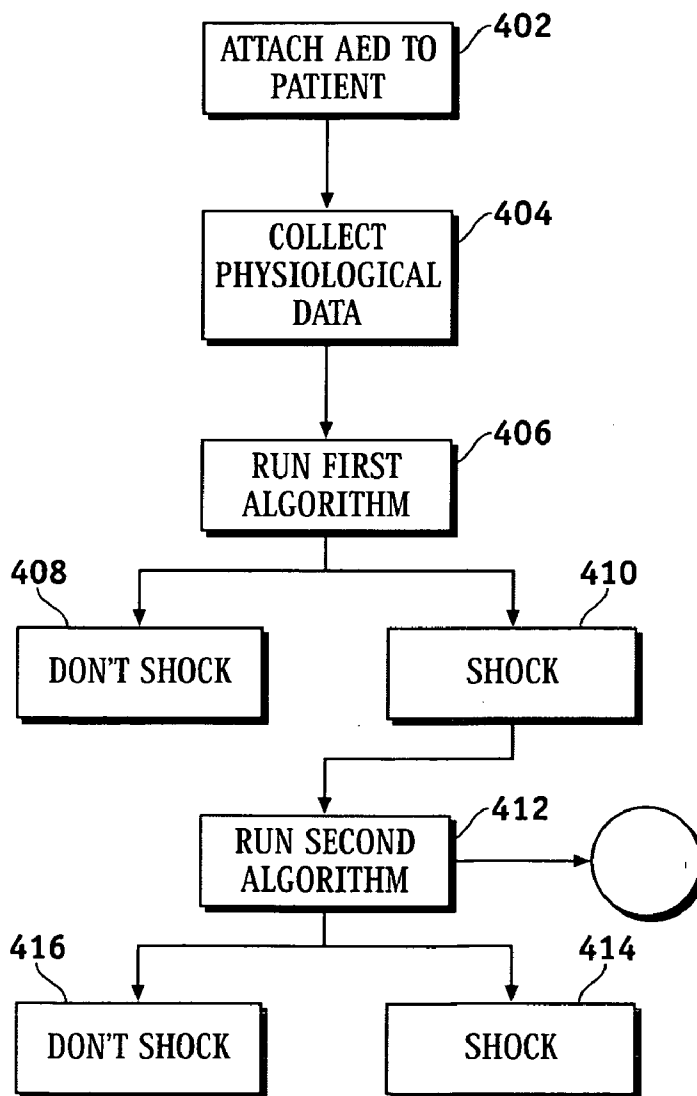 402
ATTACH AED TO
PATIENT
404
COLLECT
PHYSIOLOGICAL
DATA
406
RUN FIRST
ALGORITHM
408
410
DON'T SHOCK
SHOCK
412
RUN SECOND
ALGORITHM
416
414
DON'T SHOCK
SHOCK